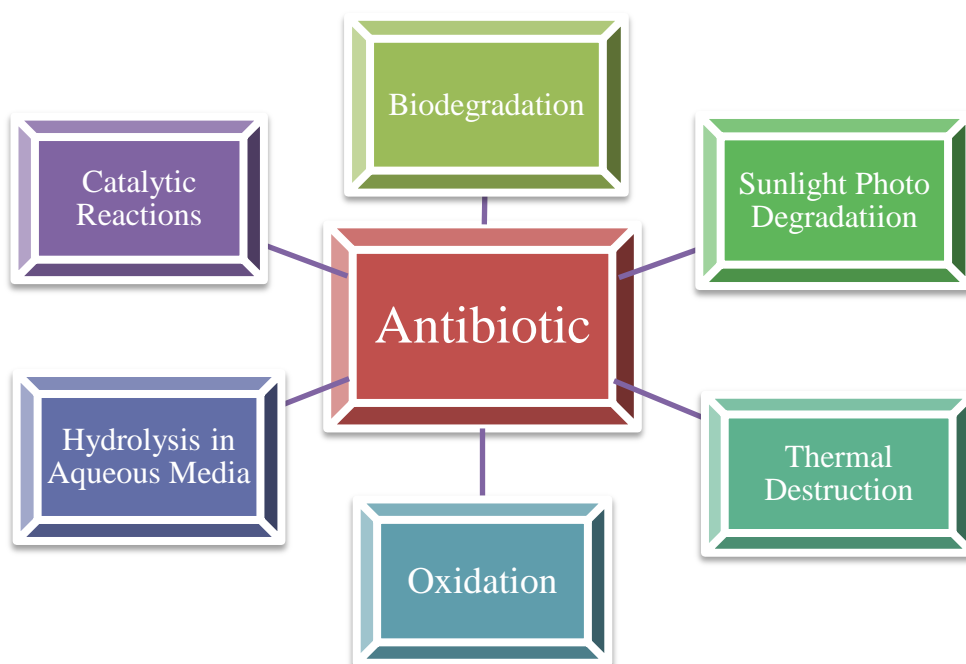 Biodegradation
Catalytic
Reactions
Sunlight Photo
Degradatiion
Antibiotic
Hydrolysis in
Aqueous Media
Thermal
Destruction
Oxidation